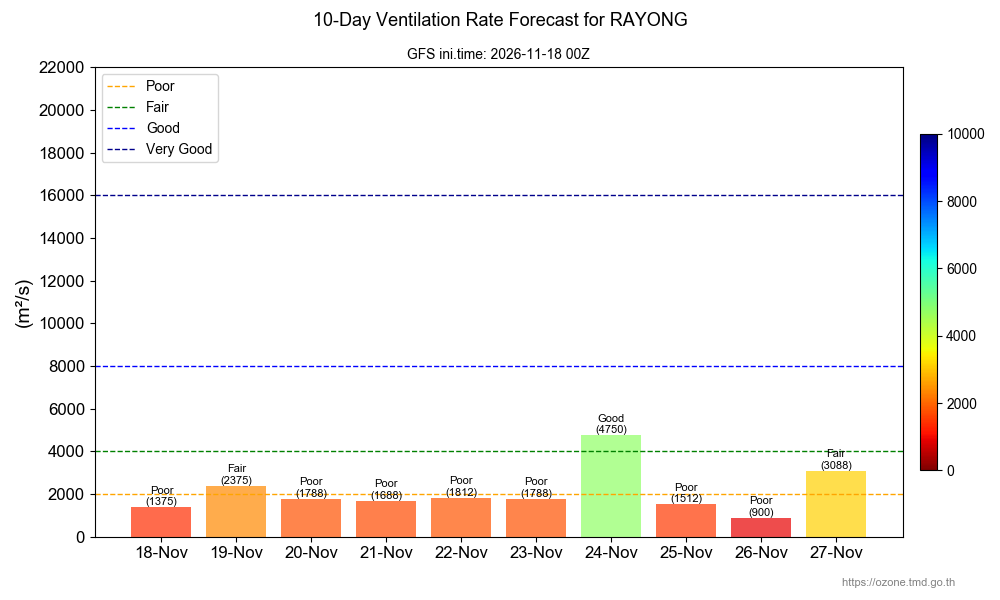 10-Day Ventilation Rate Forecast for RAYONG
GFS ini.time: 2026-11-18 00Z
(m²/s)
22000
20000
18000
16000
14000
12000
10000
8000
6000
4000
2000
0
Poor
Fair
Good
Very Good
Poor
(1375)
Fair
(2375)
Poor
(1788)
Poor
(1688)
Poor
(1812)
Poor
(1788)
Good
(4750)
Poor
(1512)
Poor
(900)
Fair
(3088)
18-Nov 19-Nov 20-Nov 21-Nov 22-Nov 23-Nov 24-Nov 25-Nov 26-Nov 27-Nov
10000
8000
6000
4000
2000
0
https://ozone.tmd.go.th